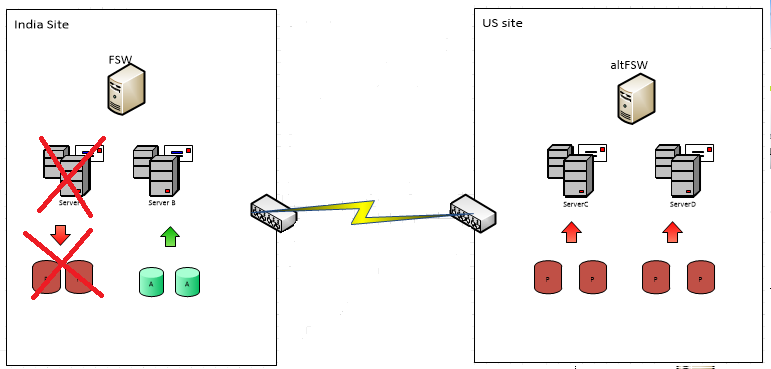 India Site
US site
FSW
altFSW
Server B
ServerC
ServerD
A A
P P
P P